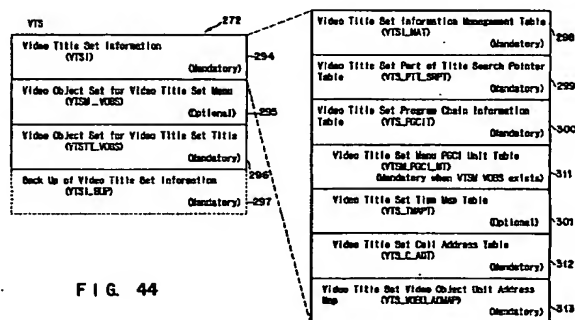 VTS
272
Video Title Set Information
(VTSI)
(Mandatory)
294
Video Object Set for Video Title Set Menu
(VTSM_VOBS)
(Optional)
295
Video Object Set for Video Title Set Title
(VTSTT_VOBS)
(Mandatory)
296
Back Up of Video Title Set Information
(VTSI_BUP)
(Mandatory)
297
Video Title Set Information Management Table
(VTSI_MAT)
(Mandatory)
298
Video Title Set Part of Title Search Pointer
Table
(VTS_PTT_SRPT)
(Mandatory)
299
Video Title Set Program Chain Information
Table
(VTS_PGCIT)
(Mandatory)
300
Video Title Set Menu PGCI Unit Table
(VTSM_PGCI_UT)
(Mandatory when VTSM VOBS exists)
311
Video Title Set Time Map Table
(VTS_TMAPT)
(Optional)
301
Video Title Set Cell Address Table
(VTS_C_ADT)
(Mandatory)
312
Video Title Set Video Object Unit Address
Map
(VTS_VOBU_ADMAP)
(Mandatory)
313
FIG. 44